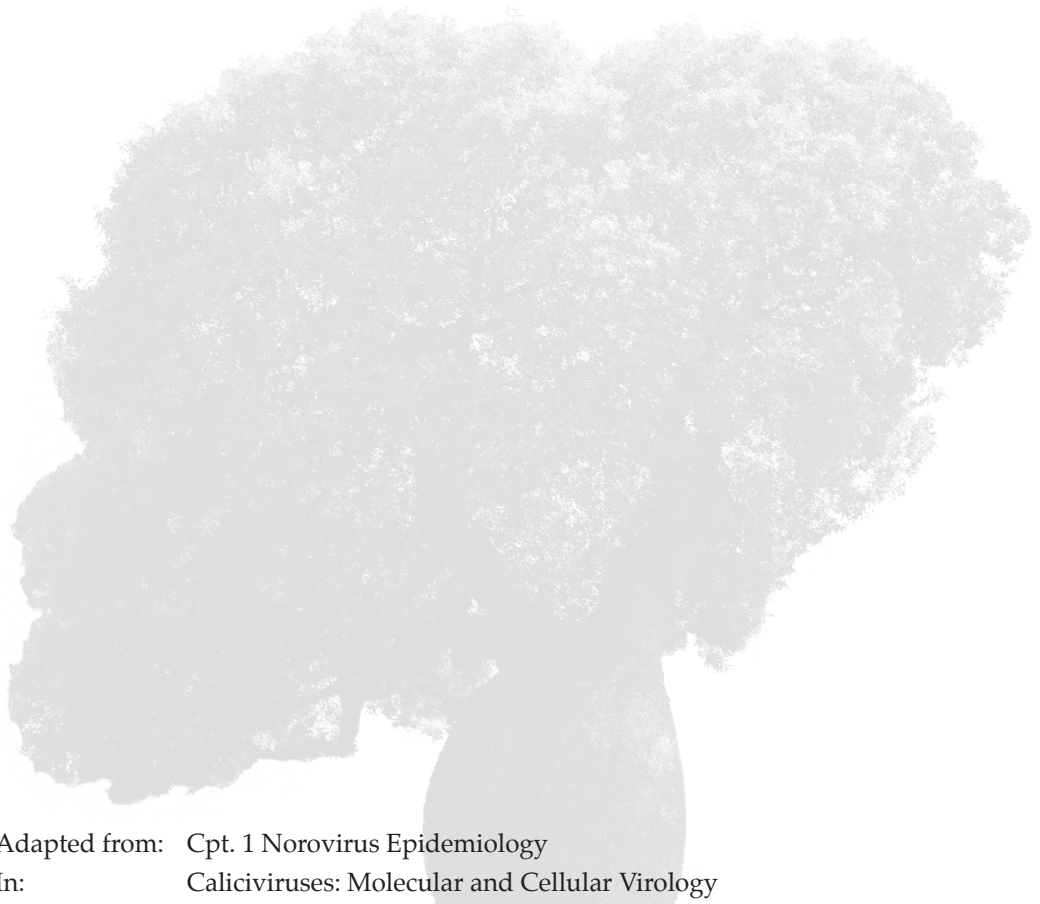 Adapted from: Cpt. 1 Norovirus Epidemiology
In: Caliciviruses: Molecular and Cellular Virology